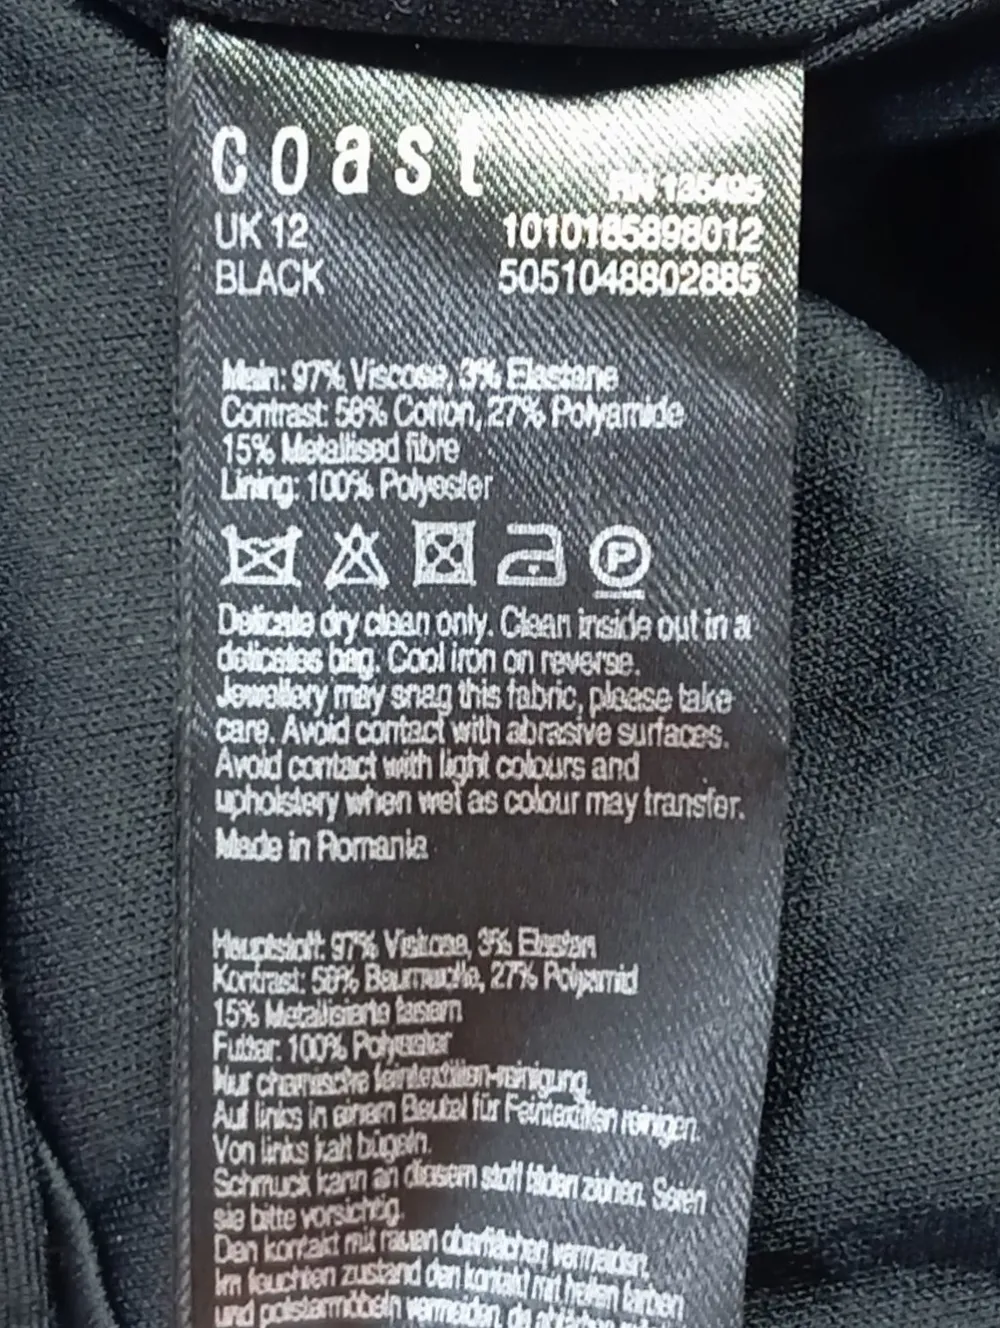 coast
RN 135495
UK 12 1010185898012
BLACK 5051048802885
Main: 97% Viscose, 3% Elastane
Contrast: 58% Cotton, 27% Polyamide
15% Metallised fibre
Lining: 100% Polyester
P
Delicate dry clean only. Clean inside out in a
delicates bag. Cool iron on reverse.
Jewellery may snag this fabric, please take
care. Avoid contact with abrasive surfaces.
Avoid contact with light colours and
upholstery when wet as colour may transfer.
Made in Romania
Hauptstoff: 97% Viskose, 3% Elastan
Kontrast: 58% Baumwolle, 27% Polyamid
15% Metallisierte fasern
Futter: 100% Polyester
Nur chemische feintextilien-reinigung.
Auf links in einem Beutel für Feintextilien reinigen.
Von links kalt bügeln.
Schmuck kann an diesem stoff fäden ziehen. Seien
sie bitte vorsichtig.
Den kontakt mit rauen oberflächen vermeiden.
Im feuchten zustand den kontakt mit hellen farben
und polstermöbeln vermeiden, da